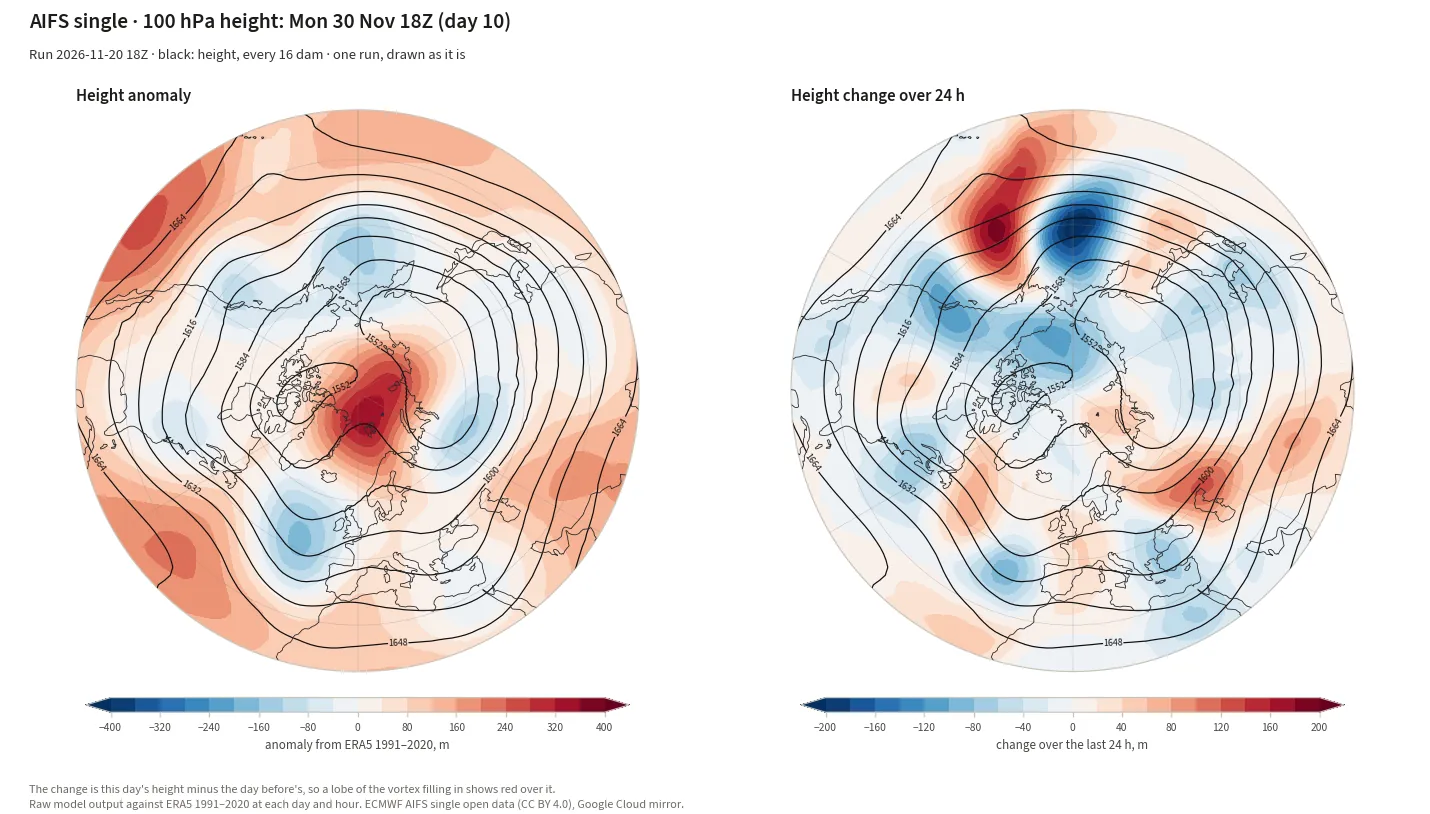 AIFS single · 100 hPa height: Mon 30 Nov 18Z (day 10)
Run 2026-11-20 18Z · black: height, every 16 dam · one run, drawn as it is
Height anomaly
Height change over 24 h
1664
1568
1616
1552
1584
1552
1664
1664
1600
1632
1648
1664
1568
1616
1552
1584
1552
1664
1664
1600
1632
1648
−400 −320 −240 −160 −80 0 80 160 240 320 400
anomaly from ERA5 1991–2020, m
−200 −160 −120 −80 −40 0 40 80 120 160 200
change over the last 24 h, m
The change is this day's height minus the day before's, so a lobe of the vortex filling in shows red over it.
Raw model output against ERA5 1991–2020 at each day and hour. ECMWF AIFS single open data (CC BY 4.0), Google Cloud mirror.